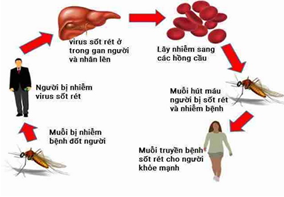 virus sốt rét ở
trong gan người
và nhân lên
Lây nhiễm sang
các hồng cầu
Người bị nhiễm
virus sốt rét
Muỗi hút máu
người bị sốt rét
và nhiễm bệnh
Muỗi bị nhiễm
bệnh đốt người
Muỗi truyền bệnh
sốt rét cho người
khỏe mạnh